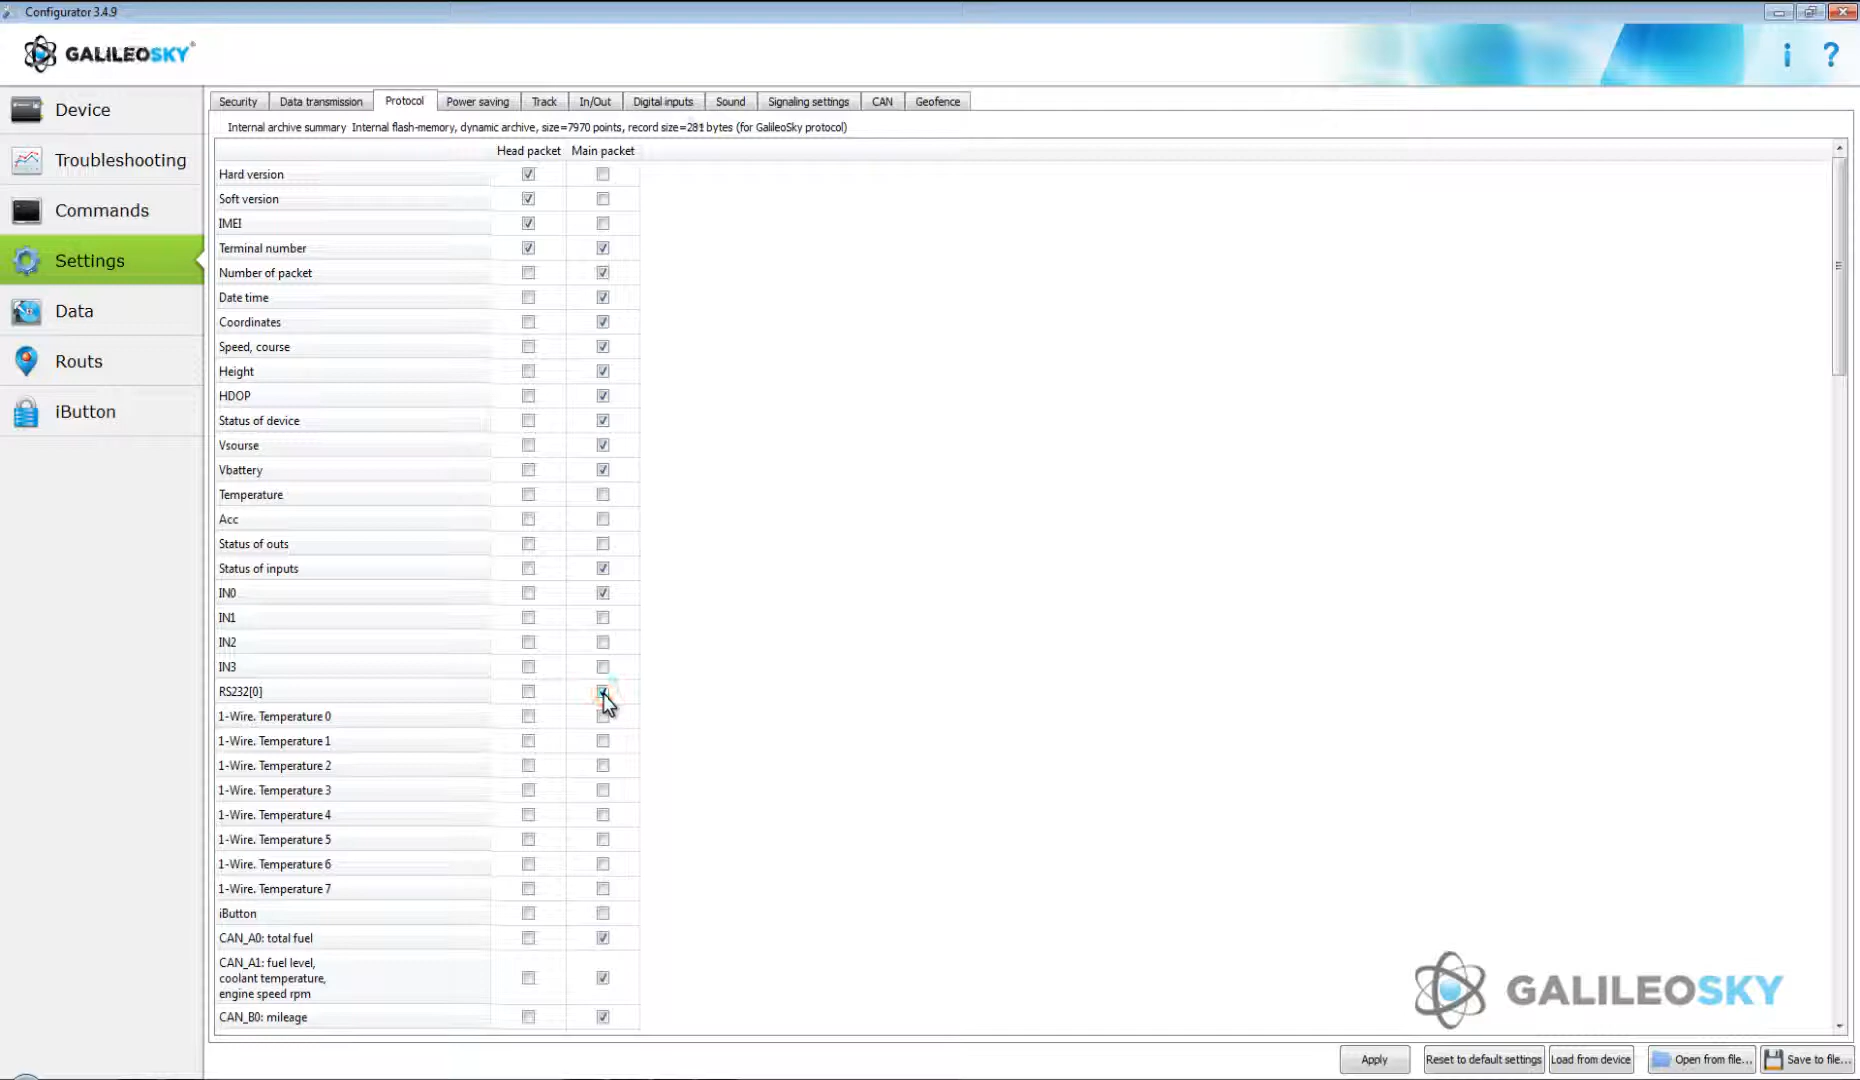 Configurator 3.4.9
GALILEOSKY
Device
Troubleshooting
Commands
Settings
Data
Routs
iButton
Security Data transmission Protocol Power saving Track In/Out Digital inputs Sound Signaling settings CAN Geofence
Internal archive summary Internal flash-memory, dynamic archive, size=7970 points, record size=281 bytes (for GalileoSky protocol)
Head packet Main packet
Hard version
Soft version
IMEI
Terminal number
Number of packet
Date time
Coordinates
Speed, course
Height
HDOP
Status of device
Vsourse
Vbattery
Temperature
Acc
Status of outs
Status of inputs
IN0
IN1
IN2
IN3
RS232[0]
1-Wire. Temperature 0
1-Wire. Temperature 1
1-Wire. Temperature 2
1-Wire. Temperature 3
1-Wire. Temperature 4
1-Wire. Temperature 5
1-Wire. Temperature 6
1-Wire. Temperature 7
iButton
CAN_A0: total fuel
CAN_A1: fuel level,
coolant temperature,
engine speed rpm
CAN_B0: mileage
GALILEOSKY
Apply Reset to default settings Load from device Open from file... Save to file...